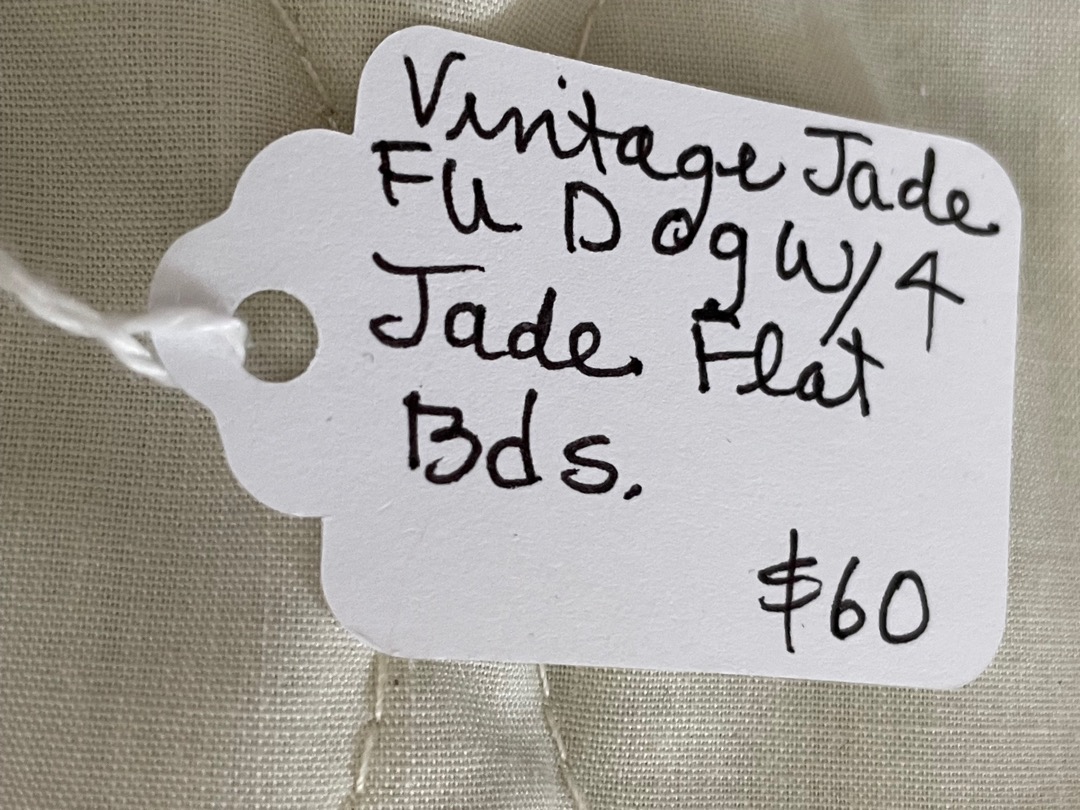 Vintage Jade
Fu Dog w/4
Jade Flat
Bds.
$60